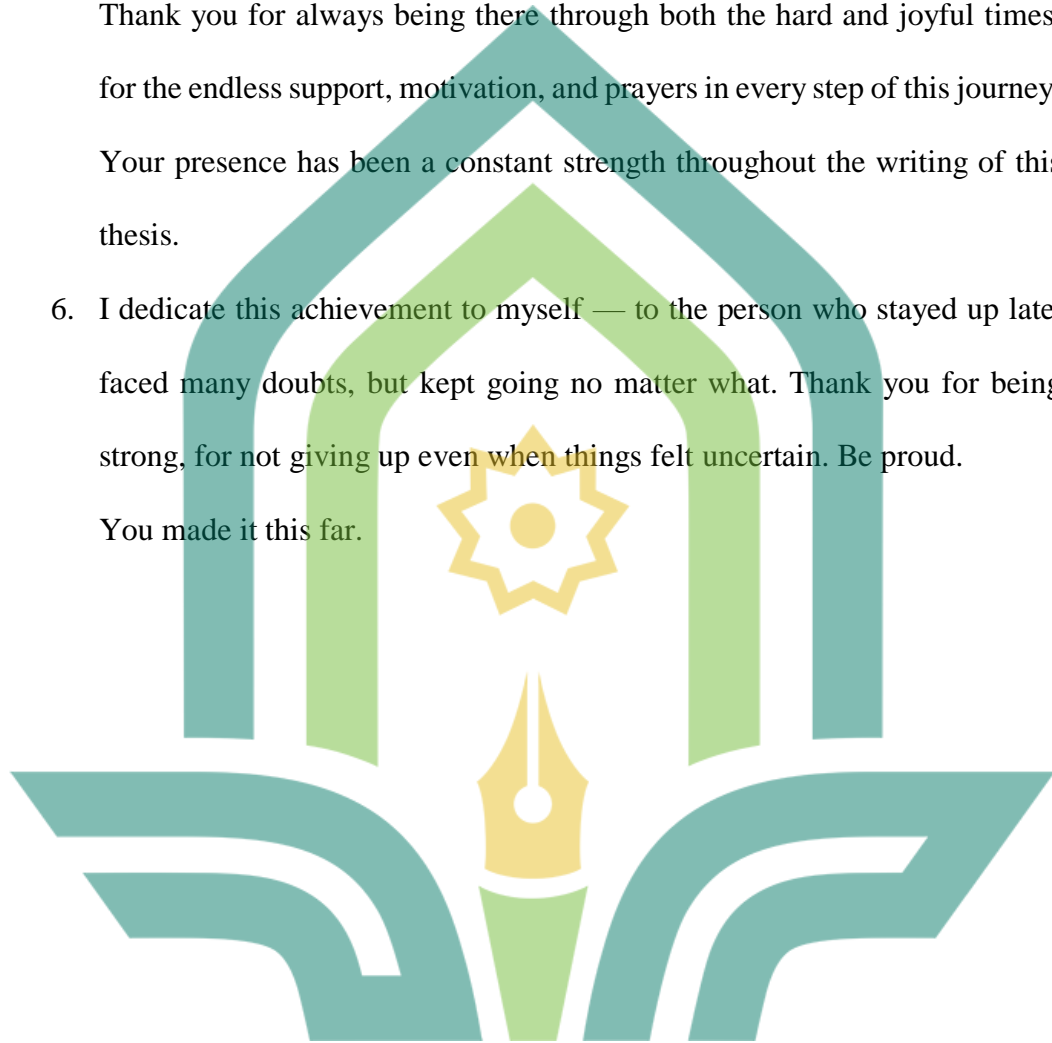 Thank you for always being there through both the hard and joyful times
for the endless support, motivation, and prayers in every step of this journey
Your presence has been a constant strength throughout the writing of this
thesis.
6. I dedicate this achievement to myself — to the person who stayed up late
faced many doubts, but kept going no matter what. Thank you for being
strong, for not giving up even when things felt uncertain. Be proud.
You made it this far.